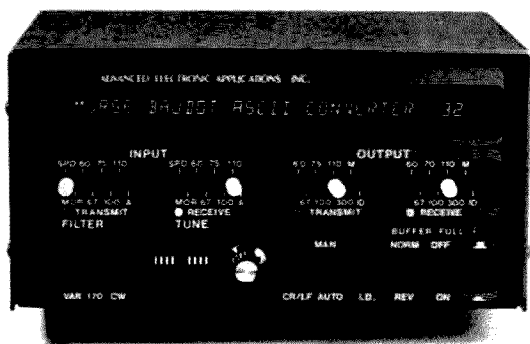 ADVANCED ELECTRONIC APPLICATIONS, INC.
BAUDOT ASCII CONVERTER 32
INPUT OUTPUT
SPD 60 75 110 SPD 60 75 110 60 75 110 M 60 70 110 M
MOR 67 100 A MOR 67 100 A 67 100 300 ID 67 100 300 ID
TRANSMIT RECEIVE TRANSMIT RECEIVE
FILTER TUNE
BUFFER FULL
MAN NORM OFF
VAR 170 CW CR/LF AUTO I.D. REV ON